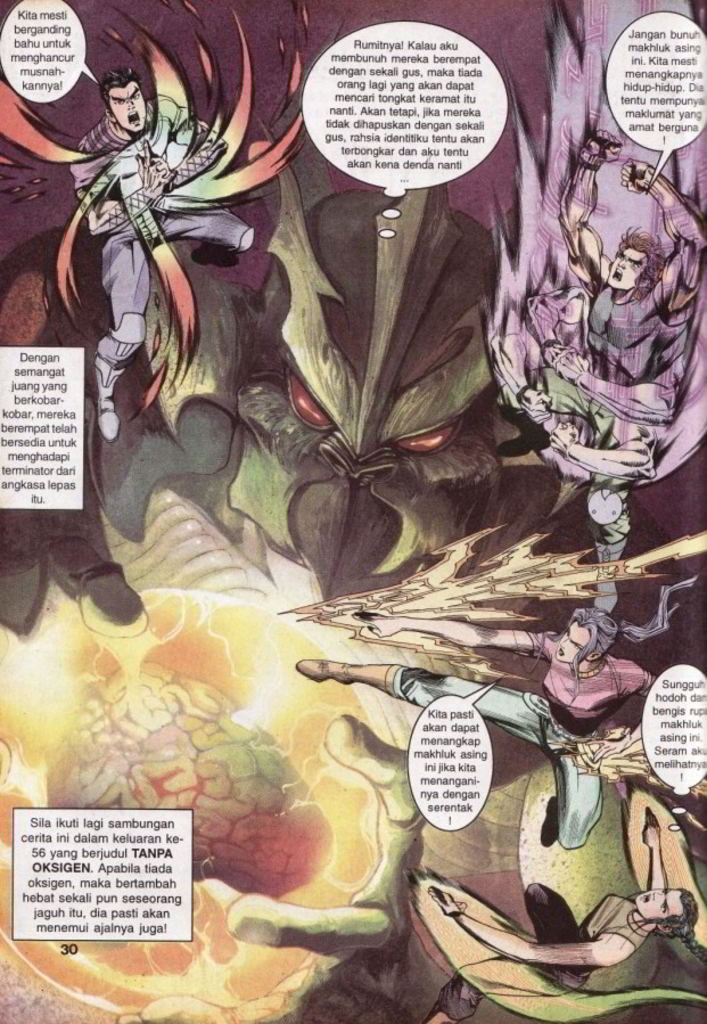 Kita mesti
berganding
bahu untuk
menghancur
musnah-
kannya!
Rumitnya! Kalau aku
membunuh mereka berempat
dengan sekali gus, maka tiada
orang lagi yang akan dapat
mencari tongkat keramat itu
nanti. Akan tetapi, jika mereka
tidak dihapuskan dengan sekali
gus, rahsia identitiku tentu akan
terbongkar dan aku tentu
akan kena denda nanti
...
Jangan bunuh
makhluk asing
ini. Kita mesti
menangkapnya
hidup-hidup. Dia
tentu mempunyai
maklumat yang
amat berguna
!
Dengan
semangat
juang yang
berkobar-
kobar, mereka
berempat telah
bersedia untuk
menghadapi
terminator dari
angkasa lepas
itu.
Kita pasti
akan dapat
menangkap
makhluk asing
ini jika kita
menangani-
nya dengan
serentak
!
Sungguh
hodoh dan
bengis rupa
makhluk
asing ini.
Seram aku
melihatnya
!
Sila ikuti lagi sambungan
cerita ini dalam keluaran ke-
56 yang berjudul TANPA
OKSIGEN. Apabila tiada
oksigen, maka bertambah
hebat sekali pun seseorang
jaguh itu, dia pasti akan
menemui ajalnya juga!
30